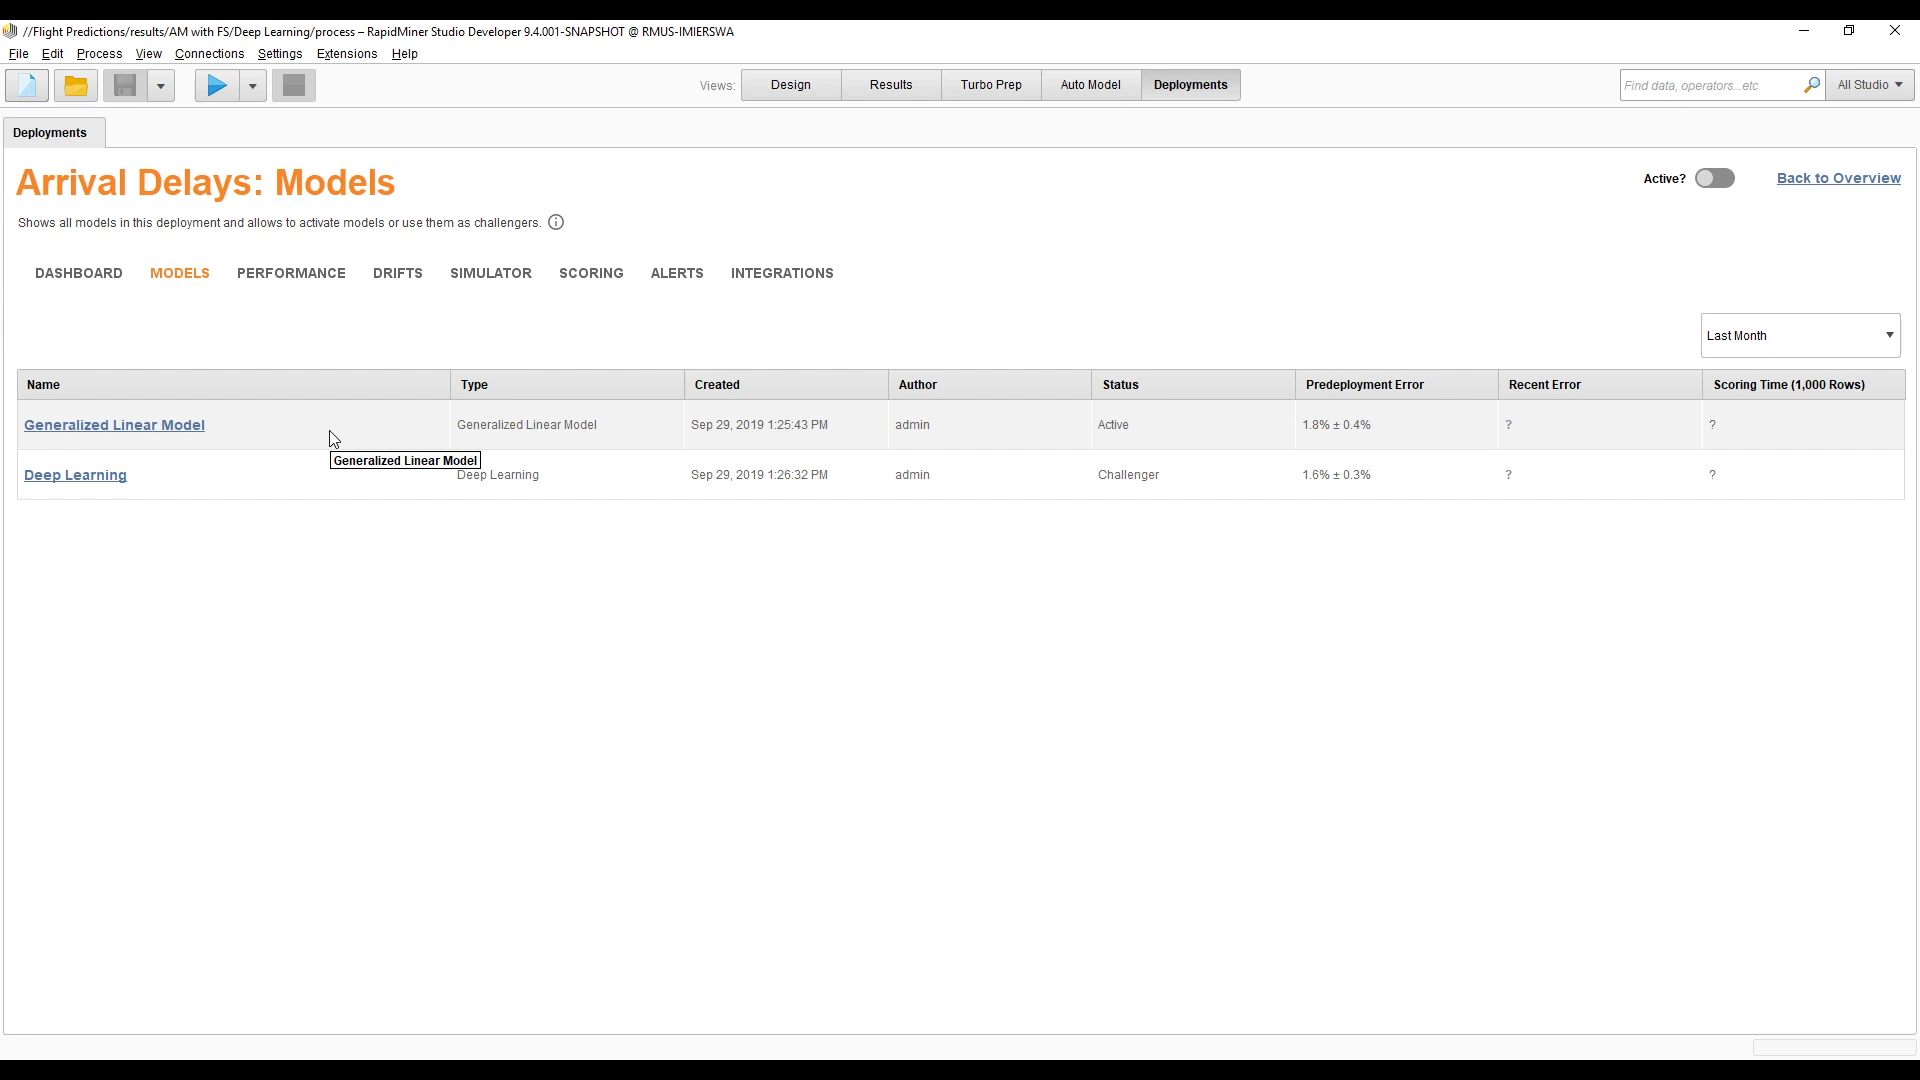 //Flight Predictions/results/AM with FS/Deep Learning/process – RapidMiner Studio Developer 9.4.001-SNAPSHOT @ RMUS-IMIERSWA
File Edit Process View Connections Settings Extensions Help
Views: Design Results Turbo Prep Auto Model Deployments Find data, operators...etc All Studio
Deployments
Arrival Delays: Models Active? Back to Overview
Shows all models in this deployment and allows to activate models or use them as challengers.
DASHBOARD MODELS PERFORMANCE DRIFTS SIMULATOR SCORING ALERTS INTEGRATIONS
Last Month
Name Type Created Author Status Predeployment Error Recent Error Scoring Time (1,000 Rows)
Generalized Linear Model Generalized Linear Model Sep 29, 2019 1:25:43 PM admin Active 1.8% ± 0.4% ? ?
Generalized Linear Model
Deep Learning Deep Learning Sep 29, 2019 1:26:32 PM admin Challenger 1.6% ± 0.3% ? ?